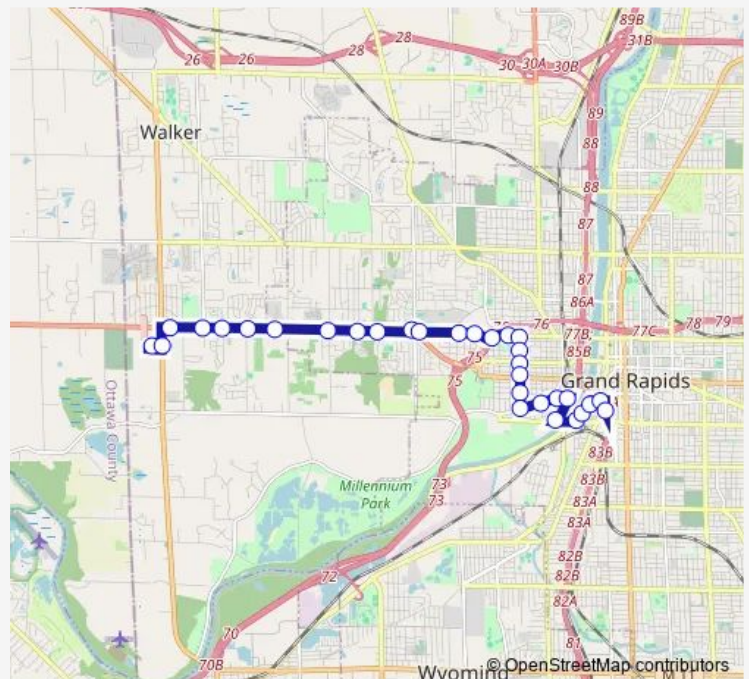 89B
31B
28
26
26
28
30
30A
30B
89
Walker
88
88
87
87
86A
76
77B
77C
78
79
85B
75
75
Grand Rapids
Ottawa County
83B
73
73
Millennium
Park
83B
83A
83A
72
82B
82B
82A
70
81
70B
Wyoming
© OpenStreetMap contributors